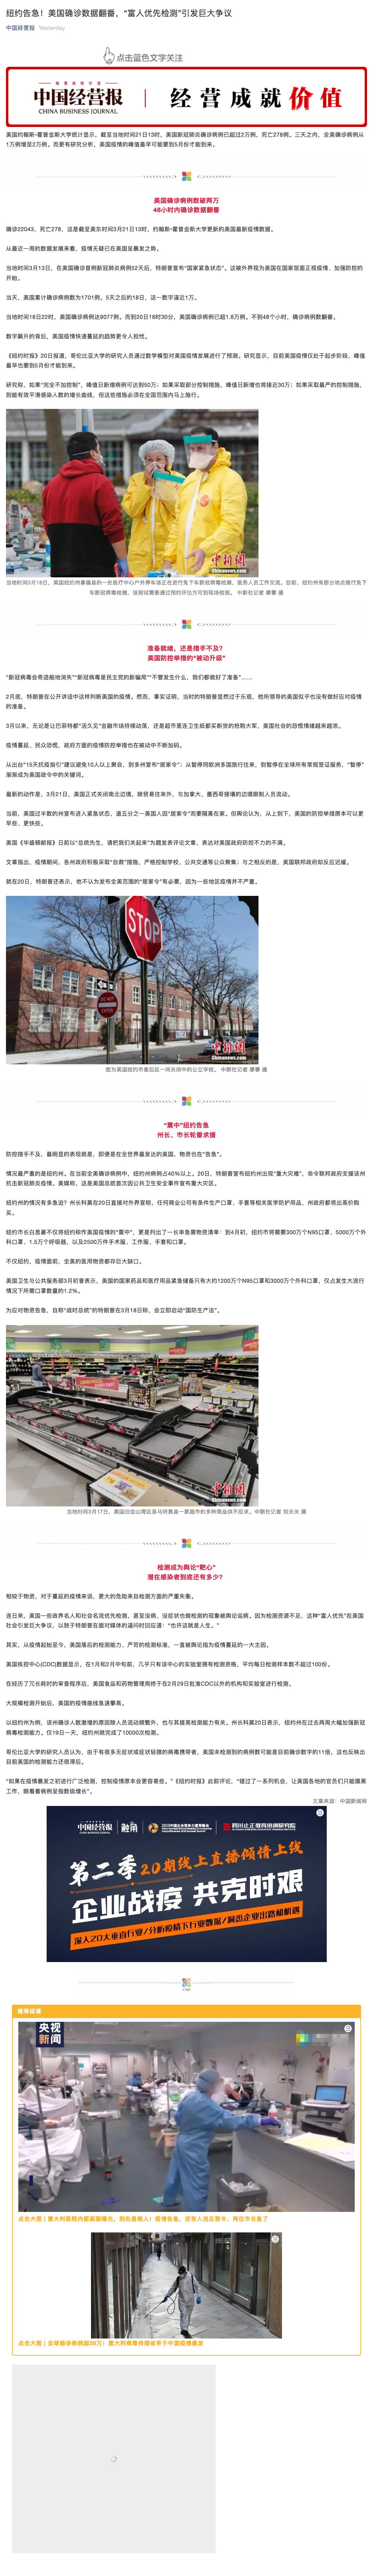 纽约告急！美国确诊数据翻番，“富人优先检测”引发巨大争议
中国经营报 Yesterday
点击蓝色文字关注
中国经营报
CHINA BUSINESS JOURNAL
经营成就价值
美国约翰斯-霍普金斯大学统计显示，截至当地时间21日13时，美国新冠肺炎确诊病例已超过2万例，死亡278例。三天之内，全美确诊病例从
1万例增至2万例。而更有研究分析，美国疫情的峰值最早可能要到5月份才能到来。
美国确诊病例数破两万
48小时内确诊数据翻番
确诊22043，死亡278，这是截至美东时间3月21日13时，约翰斯-霍普金斯大学更新的美国最新疫情数据。
从最近一周的数据发展来看，疫情无疑已在美国呈暴发之势。
当地时间3月13日，在美国确诊首例新冠肺炎病例52天后，特朗普宣布“国家紧急状态”。这被外界视为美国在国家层面正视疫情、加强防控的
开始。
当天，美国累计确诊病例数为1701例。5天之后的18日，这一数字逼近1万。
当地时间18日22时，美国确诊病例达9077例。而到20日18时30分，美国确诊病例已超1.8万例。不到48个小时，确诊病例数翻番。
数字飙升的背后，美国疫情快速蔓延的趋势更令人担忧。
《纽约时报》20日报道，哥伦比亚大学的研究人员通过数学模型对美国疫情发展进行了预测。研究显示，目前美国疫情仅处于起步阶段，峰值
最早也要到5月份才能到来。
研究称，如果“完全不加控制”，峰值日新增病例可达到50万；如果采取部分控制措施，峰值日新增也将接近30万；如果采取最严的控制措施，
则能有效平滑感染人数的增长曲线，但这些措施必须在全国范围内马上施行。
中新网
Chinanews.com
当地时间3月18日，美国纽约州拿骚县的一处医疗中心户外停车场正在进行免下车新冠病毒检测，医务人员工作交流。目前，纽约州有部分地点推行免下
车新冠病毒检测，该测试需要通过预约评估方可到现场检测。 中新社记者 廖攀 摄
准备就绪，还是措手不及？
美国防控举措的“被动升级”
“新冠病毒会奇迹般地消失”“新冠病毒是民主党的新骗局”“不管发生什么，我们都做好了准备”……
2月底，特朗普在公开讲话中这样判断美国的疫情。然而，事实证明，当时的特朗普显然过于乐观，他所领导的美国似乎也没有做好应对疫情
的准备。
3月以来，无论是让巴菲特都“活久见”金融市场持续动荡，还是超市里连卫生纸都买断货的抢购大军，美国社会的恐慌情绪越来越浓。
疫情蔓延，民众恐慌，政府方面的疫情防控举措也在被动中不断加码。
从出台“15天抗疫指引”建议避免10人以上聚会，到多州宣布“居家令”；从暂停同欧洲多国旅行往来，到暂停在全球所有常规签证服务，“暂停”
渐渐成为美国政令中的关键词。
最新的动作是，3月21日，美国正式关闭南北边境，除贸易往来外，与加拿大、墨西哥接壤的边境限制人员流动。
当前，美国超过半数的州宣布进入紧急状态，逾五分之一美国人因“居家令”而要隔离在家。但舆论认为，从上到下，美国的防控举措原本可以更
早些、更快些。
美国《华盛顿邮报》日前以“总统先生，请把我们关起来”为题发表评论文章，表达对美国政府防控不力的不满。
文章指出，疫情期间，各州政府积极采取“自救”措施，严格控制学校、公共交通等公众聚集；与之相反的是，美国联邦政府却反应迟缓。
就在20日，特朗普还表示，他不认为发布全美范围的“居家令”有必要，因为一些地区疫情并不严重。
STOP
DO NOT
ENTER
中新网
Chinanews.com
图为美国纽约市皇后区一间关闭中的公立学校。 中新社记者 廖攀 摄
“震中”纽约告急
州长、市长轮番求援
防控措手不及，最明显的表现就是，即便是在全世界最发达的美国，物资也在“告急”。
情况最严重的是纽约州。在当前全美确诊病例中，纽约州病例占40%以上。20日，特朗普宣布纽约州出现“重大灾难”，命令联邦政府支援该州
抗击新冠肺炎疫情。美媒称，这是美国总统首次因公共卫生安全事件宣布重大灾区。
纽约州的情况有多急迫？州长科莫在20日直接对外界宣称，任何商业公司有条件生产口罩、手套等相关医学防护用品，州政府都将出高价购
买。
纽约市长白思豪不仅将纽约称作美国疫情的“震中”，更是列出了一长串急需物资清单：到4月初，纽约市将需要300万个N95口罩、5000万个外
科口罩、1.5万个呼吸器，以及2500万件手术服、工作服、手套和口罩。
不仅纽约，疫情面前，全美的医用物资都存巨大缺口。
美国卫生与公共服务部3月初曾表示，美国的国家药品和医疗用品紧急储备只有大约1200万个N95口罩和3000万个外科口罩，仅占发生大流行
情况下所需口罩数量的1.2%。
为应对物资告急，自称“战时总统”的特朗普在3月18日称，会立即启动“国防生产法”。
中新网
Chinanews.com
当地时间3月17日，美国旧金山湾区圣马特奥县一家超市的多种商品供不应求。中新社记者 刘关关 摄
检测成为舆论“靶心”
潜在感染者到底还有多少？
相较于物资，对于蔓延的疫情来说，更大的危险来自检测方面的严重失衡。
连日来，美国一些政界名人和社会名流优先检测，甚至没病、没症状也做检测的现象被舆论诟病。因为检测资源不足，这种“富人优先”在美国
社会引发巨大争议，以致于特朗普在面对媒体的逼问时回应道：“也许这就是人生。”
其实，从疫情起始至今，美国落后的检测能力、严苛的检测标准，一直被舆论指为疫情蔓延的一大主因。
美国疾控中心(CDC)数据显示，在1月和2月中旬前，几乎只有该中心的实验室拥有检测资格，平均每日检测样本数不超过100份。
在经历了冗长耗时的审查程序后，美国食品和药物管理局终于在2月29日批准CDC以外的机构和实验室进行检测。
大规模检测开始后，美国的疫情曲线急速攀高。
以纽约州为例，该州确诊人数激增的原因除人员流动频繁外，也与其提高检测能力有关。州长科莫20日表示，纽约州在过去两周大幅加强新冠
病毒检测能力。仅19日一天，纽约州就完成了10000次检测。
哥伦比亚大学的研究人员认为，由于有很多无症状或症状轻微的病毒携带者，美国未检测到的病例数可能是目前确诊数字的11倍，这也反映出
目前美国的检测能力还很滞后。
“如果在疫情暴发之初进行广泛检测，控制疫情原本会更容易些。”《纽约时报》此前评论，“错过了一系列机会，让美国各地的官员们只能摸黑
工作，眼看着病例呈指数级增长”。
文章来源：中国新闻网
中国经营报
触角
四川正正教育培训研究院
第二季 20期线上直播倾情上线
企业战疫 共克时艰
深入20大垂直行业/分析疫情下行业数据/洞悉企业出路和机遇
推荐阅读
央视
新闻
点击大图 | 意大利医院内部画面曝光，到处是病人！疫情告急，还有人违反禁令，两位市长急了
点击大图 | 全球确诊病例超28万！意大利病毒传播或早于中国疫情暴发